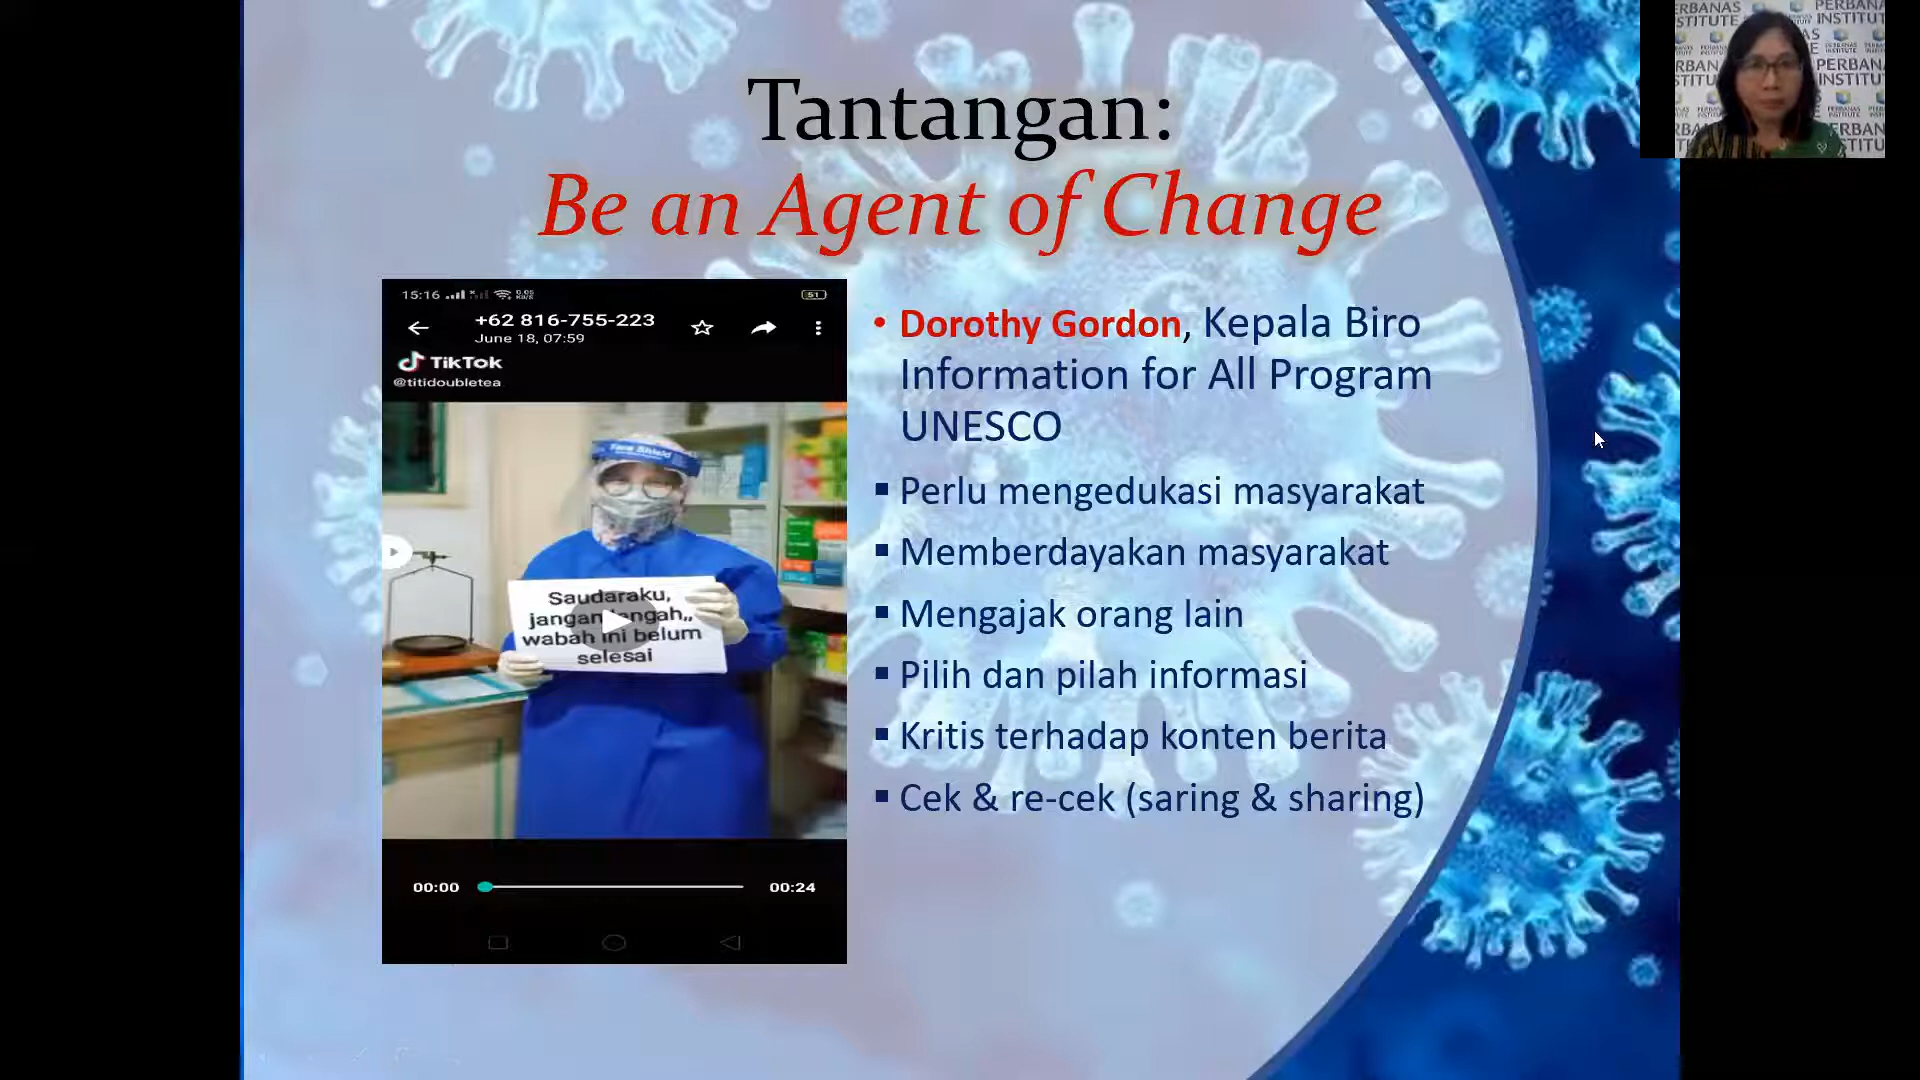 Tantangan:
Be an Agent of Change
15:16
51
+62 816-755-223
June 18, 07:59
TikTok
@titidoubletea
Face Shield
Saudaraku,
wabah ini belum
selesai
00:00
00:24
• Dorothy Gordon, Kepala Biro
Information for All Program
UNESCO
▪ Perlu mengedukasi masyarakat
▪ Memberdayakan masyarakat
▪ Mengajak orang lain
▪ Pilih dan pilah informasi
▪ Kritis terhadap konten berita
▪ Cek & re-cek (saring & sharing)
PERBANAS
INSTITUTE